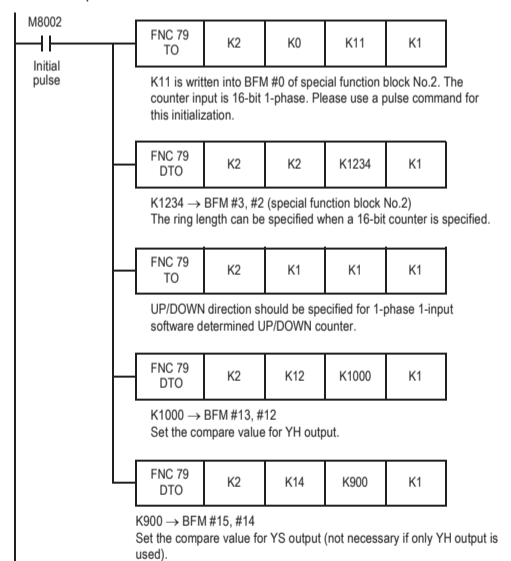 M8002
Initial
pulse
FNC 79
TO
K2
K0
K11
K1
K11 is written into BFM #0 of special function block No.2. The
counter input is 16-bit 1-phase. Please use a pulse command for
this initialization.
FNC 79
DTO
K2
K2
K1234
K1
K1234 → BFM #3, #2 (special function block No.2)
The ring length can be specified when a 16-bit counter is specified.
FNC 79
TO
K2
K1
K1
K1
UP/DOWN direction should be specified for 1-phase 1-input
software determined UP/DOWN counter.
FNC 79
DTO
K2
K12
K1000
K1
K1000 → BFM #13, #12
Set the compare value for YH output.
FNC 79
DTO
K2
K14
K900
K1
K900 → BFM #15, #14
Set the compare value for YS output (not necessary if only YH output is
used).